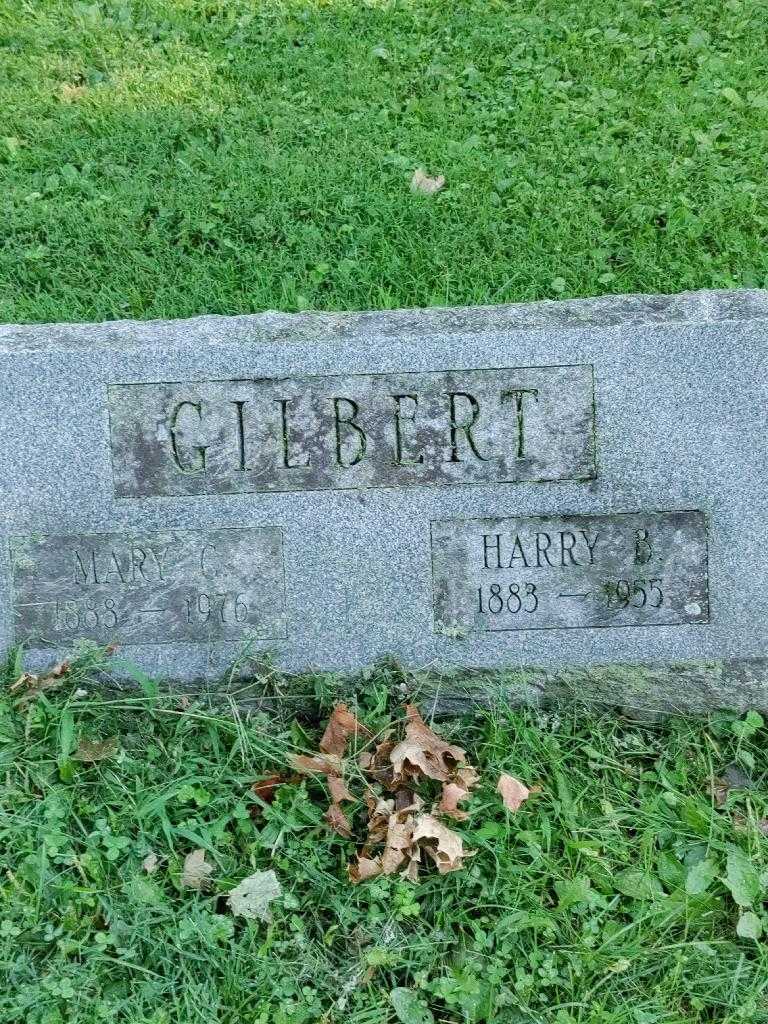 GILBERT
MARY C.
1888 — 1976
HARRY B.
1883 — 1955